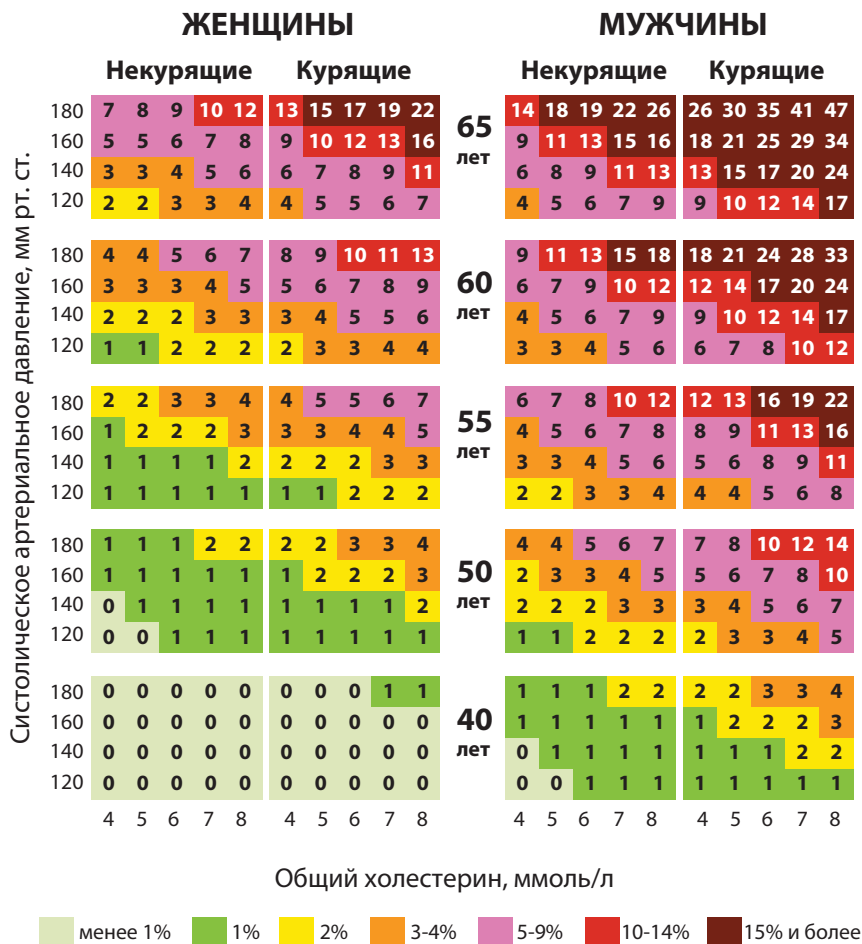 ЖЕНЩИНЫ МУЖЧИНЫ
Некурящие Курящие Некурящие Курящие
Систолическое артериальное давление, мм рт. ст.
180 7 8 9 10 12 13 15 17 19 22 65 лет 14 18 19 22 26 26 30 35 41 47
160 5 5 6 7 8 9 10 12 13 16 9 11 13 15 16 18 21 25 29 34
140 3 3 4 5 6 6 7 8 9 11 6 8 9 11 13 13 15 17 20 24
120 2 2 3 3 4 4 5 5 6 7 4 5 6 7 9 9 10 12 14 17
180 4 4 5 6 7 8 9 10 11 13 60 лет 9 11 13 15 18 18 21 24 28 33
160 3 3 3 4 5 5 6 7 8 9 6 7 9 10 12 12 14 17 20 24
140 2 2 2 3 3 3 4 5 5 6 4 5 6 7 9 9 10 12 14 17
120 1 1 2 2 2 2 3 3 4 4 3 3 4 5 6 6 7 8 10 12
180 2 2 3 3 4 4 5 5 6 7 55 лет 6 7 8 10 12 12 13 16 19 22
160 1 2 2 2 3 3 3 4 4 5 4 5 6 7 8 8 9 11 13 16
140 1 1 1 1 2 2 2 2 3 3 3 3 4 5 6 5 6 8 9 11
120 1 1 1 1 1 1 1 2 2 2 2 2 3 3 4 4 4 5 6 8
180 1 1 1 2 2 2 2 3 3 4 50 лет 4 4 5 6 7 7 8 10 12 14
160 1 1 1 1 1 1 2 2 2 3 2 3 3 4 5 5 6 7 8 10
140 0 1 1 1 1 1 1 1 1 2 2 2 2 3 3 3 4 5 6 7
120 0 0 1 1 1 1 1 1 1 1 1 1 2 2 2 2 3 3 4 5
180 0 0 0 0 0 0 0 0 1 1 40 лет 1 1 1 2 2 2 2 3 3 4
160 0 0 0 0 0 0 0 0 0 0 1 1 1 1 1 1 2 2 2 3
140 0 0 0 0 0 0 0 0 0 0 0 1 1 1 1 1 1 1 2 2
120 0 0 0 0 0 0 0 0 0 0 0 0 1 1 1 1 1 1 1 1
4 5 6 7 8 4 5 6 7 8 4 5 6 7 8 4 5 6 7 8
Общий холестерин, ммоль/л
менее 1% 1% 2% 3-4% 5-9% 10-14% 15% и более